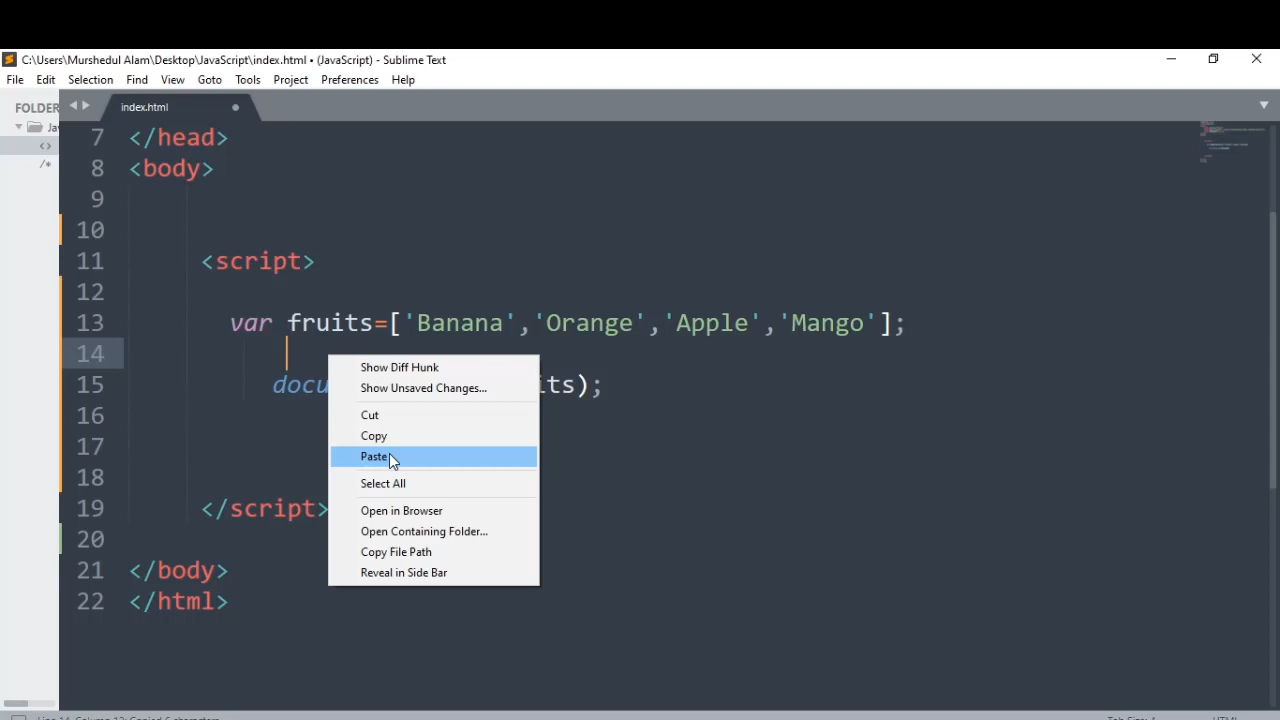 C:\Users\Murshedul Alam\Desktop\JavaScript\index.html • (JavaScript) - Sublime Text
File Edit Selection Find View Goto Tools Project Preferences Help
FOLDER
index.html
7 </head>
8 <body>
9
10
11 <script>
12
13 var fruits=['Banana','Orange','Apple','Mango'];
14
15 docu its);
16
17
18
19 </script>
20
21 </body>
22 </html>
Show Diff Hunk
Show Unsaved Changes...
Cut
Copy
Paste
Select All
Open in Browser
Open Containing Folder...
Copy File Path
Reveal in Side Bar